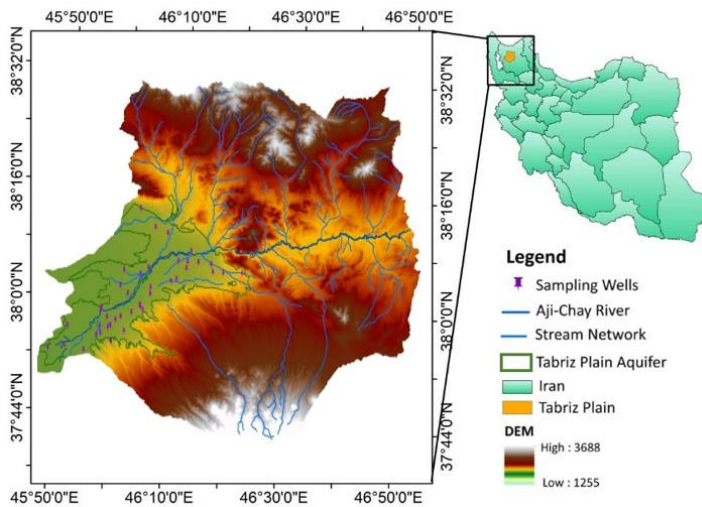 45°50'0"E 46°10'0"E 46°30'0"E 46°50'0"E
38°32'0"N
38°32'0"N
38°16'0"N
38°16'0"N
38°0'0"N
38°0'0"N
37°44'0"N
37°44'0"N
45°50'0"E 46°10'0"E 46°30'0"E 46°50'0"E
Legend
Sampling Wells
Aji-Chay River
Stream Network
Tabriz Plain Aquifer
Iran
Tabriz Plain
DEM
High : 3688
Low : 1255